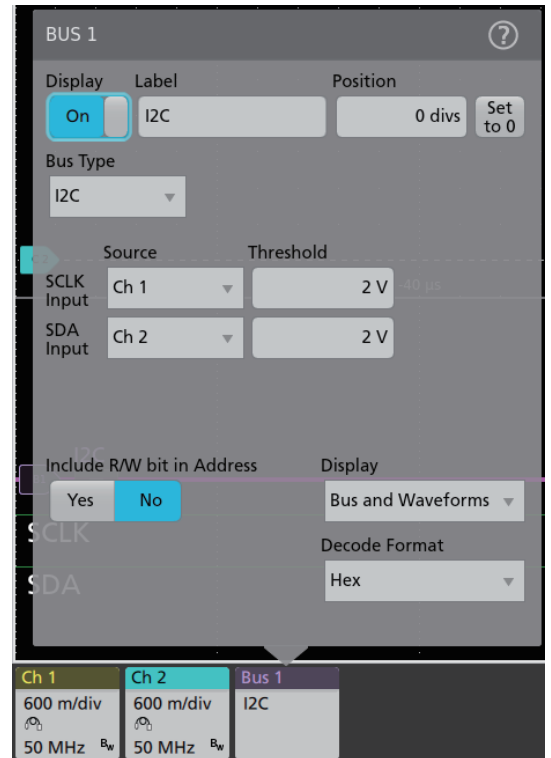 BUS 1 ?
Display Label Position
On I2C 0 divs Set to 0
Bus Type
I2C
Source Threshold
SCLK Input Ch 1 2 V -40 µs
SDA Input Ch 2 2 V
I2C
Include R/W bit in Address Display
Yes No Bus and Waveforms
SCLK
Decode Format
SDA
Hex
Ch 1 Ch 2 Bus 1
600 m/div 600 m/div I2C
50 MHz Bw 50 MHz Bw